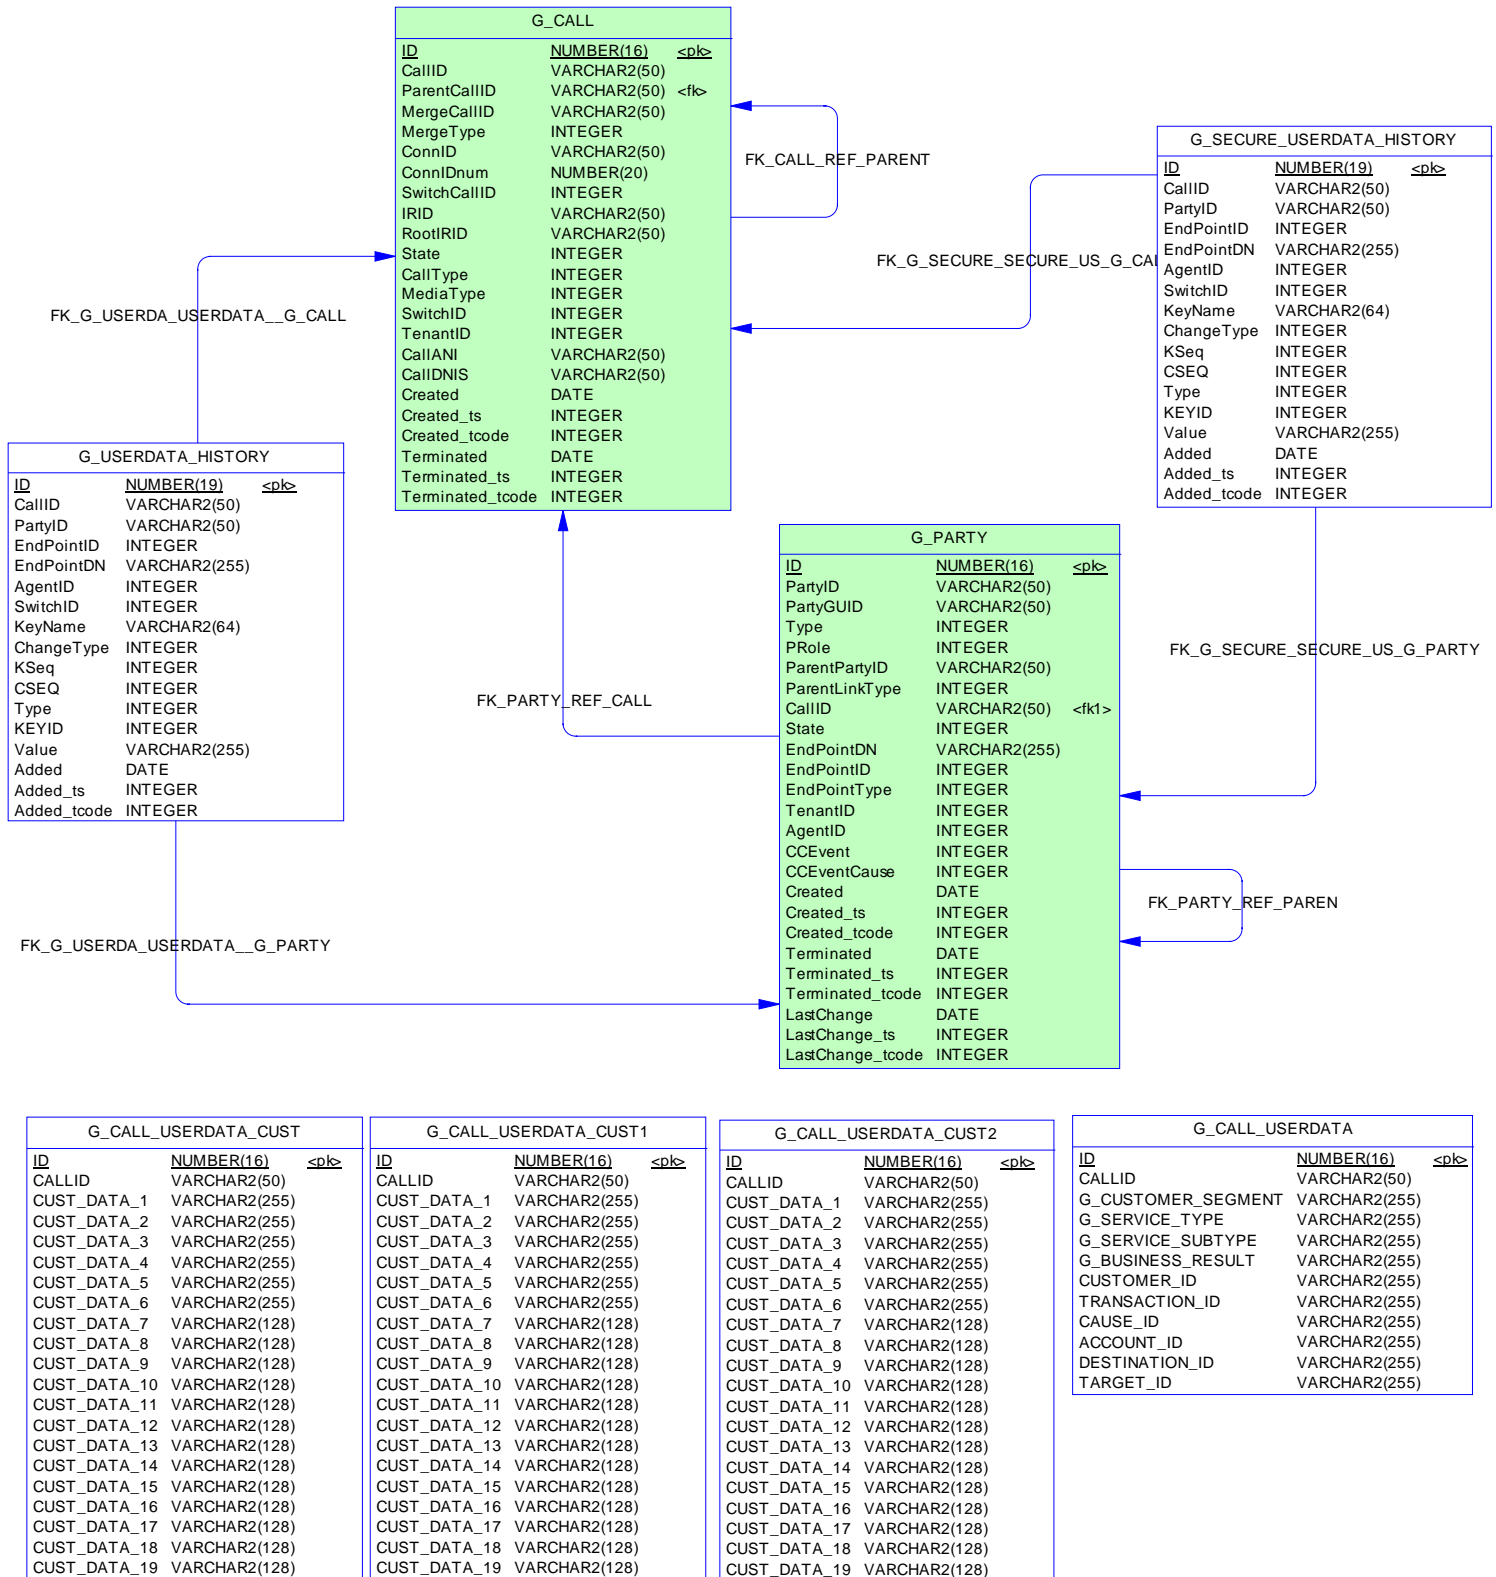 G_CALL
ID NUMBER(16) <pk>
CallID VARCHAR2(50)
ParentCallID VARCHAR2(50) <fk>
MergeCallID VARCHAR2(50)
MergeType INTEGER
ConnID VARCHAR2(50)
ConnIDnum NUMBER(20)
SwitchCallID INTEGER
IRID VARCHAR2(50)
RootIRID VARCHAR2(50)
State INTEGER
CallType INTEGER
MediaType INTEGER
SwitchID INTEGER
TenantID INTEGER
CallANI VARCHAR2(50)
CallDNIS VARCHAR2(50)
Created DATE
Created_ts INTEGER
Created_tcode INTEGER
Terminated DATE
Terminated_ts INTEGER
Terminated_tcode INTEGER
FK_CALL_REF_PARENT
G_SECURE_USERDATA_HISTORY
ID NUMBER(19) <pk>
CallID VARCHAR2(50)
PartyID VARCHAR2(50)
EndPointID INTEGER
EndPointDN VARCHAR2(255)
AgentID INTEGER
SwitchID INTEGER
KeyName VARCHAR2(64)
ChangeType INTEGER
KSeq INTEGER
CSEQ INTEGER
Type INTEGER
KEYID INTEGER
Value VARCHAR2(255)
Added DATE
Added_ts INTEGER
Added_tcode INTEGER
FK_G_SECURE_SECURE_US_G_CAL
FK_G_USERDA_USERDATA__G_CALL
G_USERDATA_HISTORY
ID NUMBER(19) <pk>
CallID VARCHAR2(50)
PartyID VARCHAR2(50)
EndPointID INTEGER
EndPointDN VARCHAR2(255)
AgentID INTEGER
SwitchID INTEGER
KeyName VARCHAR2(64)
ChangeType INTEGER
KSeq INTEGER
CSEQ INTEGER
Type INTEGER
KEYID INTEGER
Value VARCHAR2(255)
Added DATE
Added_ts INTEGER
Added_tcode INTEGER
G_PARTY
ID NUMBER(16) <pk>
PartyID VARCHAR2(50)
PartyGUID VARCHAR2(50)
Type INTEGER
PRole INTEGER
ParentPartyID VARCHAR2(50)
ParentLinkType INTEGER
CallID VARCHAR2(50) <fk1>
State INTEGER
EndPointDN VARCHAR2(255)
EndPointID INTEGER
EndPointType INTEGER
TenantID INTEGER
AgentID INTEGER
CCEvent INTEGER
CCEventCause INTEGER
Created DATE
Created_ts INTEGER
Created_tcode INTEGER
Terminated DATE
Terminated_ts INTEGER
Terminated_tcode INTEGER
LastChange DATE
LastChange_ts INTEGER
LastChange_tcode INTEGER
FK_G_SECURE_SECURE_US_G_PARTY
FK_PARTY_REF_CALL
FK_PARTY_REF_PAREN
FK_G_USERDA_USERDATA__G_PARTY
G_CALL_USERDATA_CUST
ID NUMBER(16) <pk>
CALLID VARCHAR2(50)
CUST_DATA_1 VARCHAR2(255)
CUST_DATA_2 VARCHAR2(255)
CUST_DATA_3 VARCHAR2(255)
CUST_DATA_4 VARCHAR2(255)
CUST_DATA_5 VARCHAR2(255)
CUST_DATA_6 VARCHAR2(255)
CUST_DATA_7 VARCHAR2(128)
CUST_DATA_8 VARCHAR2(128)
CUST_DATA_9 VARCHAR2(128)
CUST_DATA_10 VARCHAR2(128)
CUST_DATA_11 VARCHAR2(128)
CUST_DATA_12 VARCHAR2(128)
CUST_DATA_13 VARCHAR2(128)
CUST_DATA_14 VARCHAR2(128)
CUST_DATA_15 VARCHAR2(128)
CUST_DATA_16 VARCHAR2(128)
CUST_DATA_17 VARCHAR2(128)
CUST_DATA_18 VARCHAR2(128)
CUST_DATA_19 VARCHAR2(128)
G_CALL_USERDATA_CUST1
ID NUMBER(16) <pk>
CALLID VARCHAR2(50)
CUST_DATA_1 VARCHAR2(255)
CUST_DATA_2 VARCHAR2(255)
CUST_DATA_3 VARCHAR2(255)
CUST_DATA_4 VARCHAR2(255)
CUST_DATA_5 VARCHAR2(255)
CUST_DATA_6 VARCHAR2(255)
CUST_DATA_7 VARCHAR2(128)
CUST_DATA_8 VARCHAR2(128)
CUST_DATA_9 VARCHAR2(128)
CUST_DATA_10 VARCHAR2(128)
CUST_DATA_11 VARCHAR2(128)
CUST_DATA_12 VARCHAR2(128)
CUST_DATA_13 VARCHAR2(128)
CUST_DATA_14 VARCHAR2(128)
CUST_DATA_15 VARCHAR2(128)
CUST_DATA_16 VARCHAR2(128)
CUST_DATA_17 VARCHAR2(128)
CUST_DATA_18 VARCHAR2(128)
CUST_DATA_19 VARCHAR2(128)
G_CALL_USERDATA_CUST2
ID NUMBER(16) <pk>
CALLID VARCHAR2(50)
CUST_DATA_1 VARCHAR2(255)
CUST_DATA_2 VARCHAR2(255)
CUST_DATA_3 VARCHAR2(255)
CUST_DATA_4 VARCHAR2(255)
CUST_DATA_5 VARCHAR2(255)
CUST_DATA_6 VARCHAR2(255)
CUST_DATA_7 VARCHAR2(128)
CUST_DATA_8 VARCHAR2(128)
CUST_DATA_9 VARCHAR2(128)
CUST_DATA_10 VARCHAR2(128)
CUST_DATA_11 VARCHAR2(128)
CUST_DATA_12 VARCHAR2(128)
CUST_DATA_13 VARCHAR2(128)
CUST_DATA_14 VARCHAR2(128)
CUST_DATA_15 VARCHAR2(128)
CUST_DATA_16 VARCHAR2(128)
CUST_DATA_17 VARCHAR2(128)
CUST_DATA_18 VARCHAR2(128)
CUST_DATA_19 VARCHAR2(128)
G_CALL_USERDATA
ID NUMBER(16) <pk>
CALLID VARCHAR2(50)
G_CUSTOMER_SEGMENT VARCHAR2(255)
G_SERVICE_TYPE VARCHAR2(255)
G_SERVICE_SUBTYPE VARCHAR2(255)
G_BUSINESS_RESULT VARCHAR2(255)
CUSTOMER_ID VARCHAR2(255)
TRANSACTION_ID VARCHAR2(255)
CAUSE_ID VARCHAR2(255)
ACCOUNT_ID VARCHAR2(255)
DESTINATION_ID VARCHAR2(255)
TARGET_ID VARCHAR2(255)